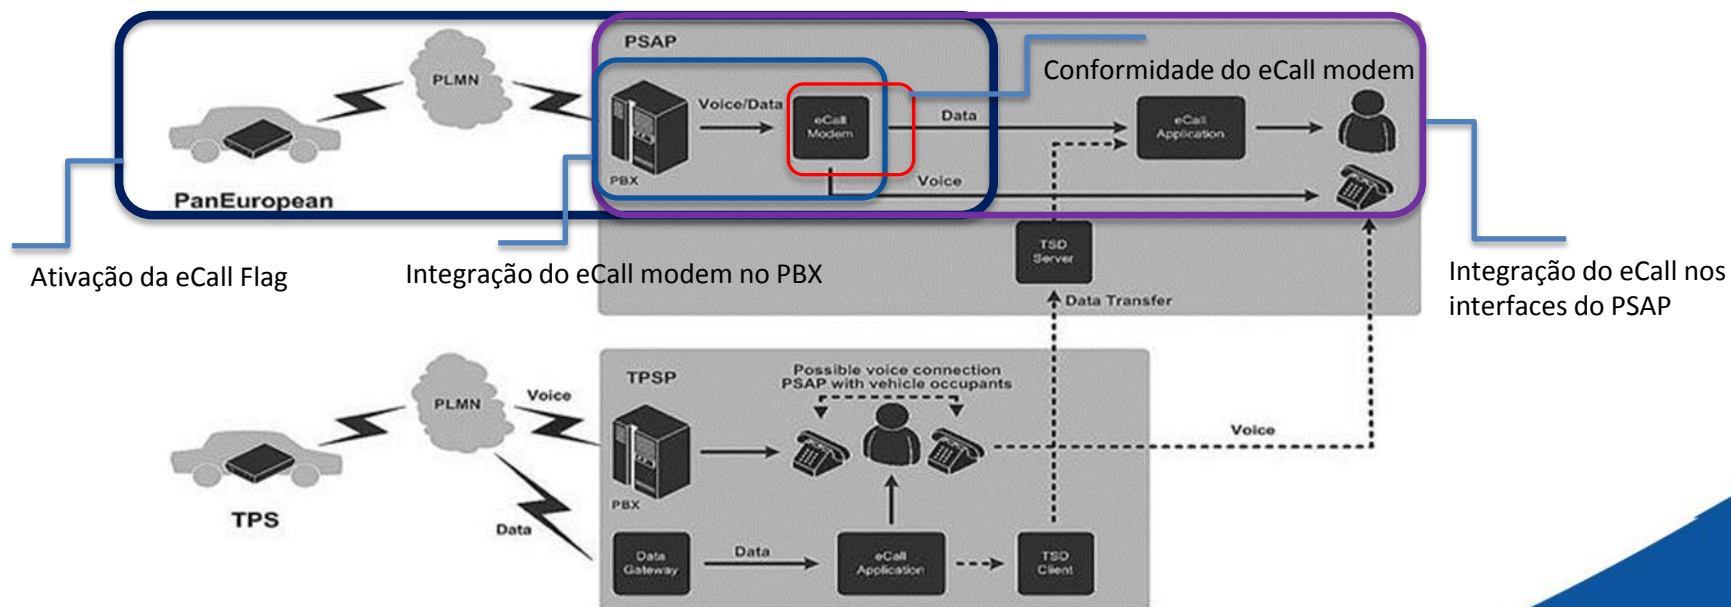 PSAP
PLMN
Conformidade do eCall modem
Voice/Data
eCall
Modem
Data
eCall
Application
PBX
Voice
PanEuropean
TSD
Server
Ativação da eCall Flag
Integração do eCall modem no PBX
Integração do eCall nos
interfaces do PSAP
Data Transfer
TPSP
Possible voice connection
PSAP with vehicle occupants
PLMN
Voice
Voice
PBX
TPS
Data
Data
Gateway
Data
eCall
Application
TSD
Client